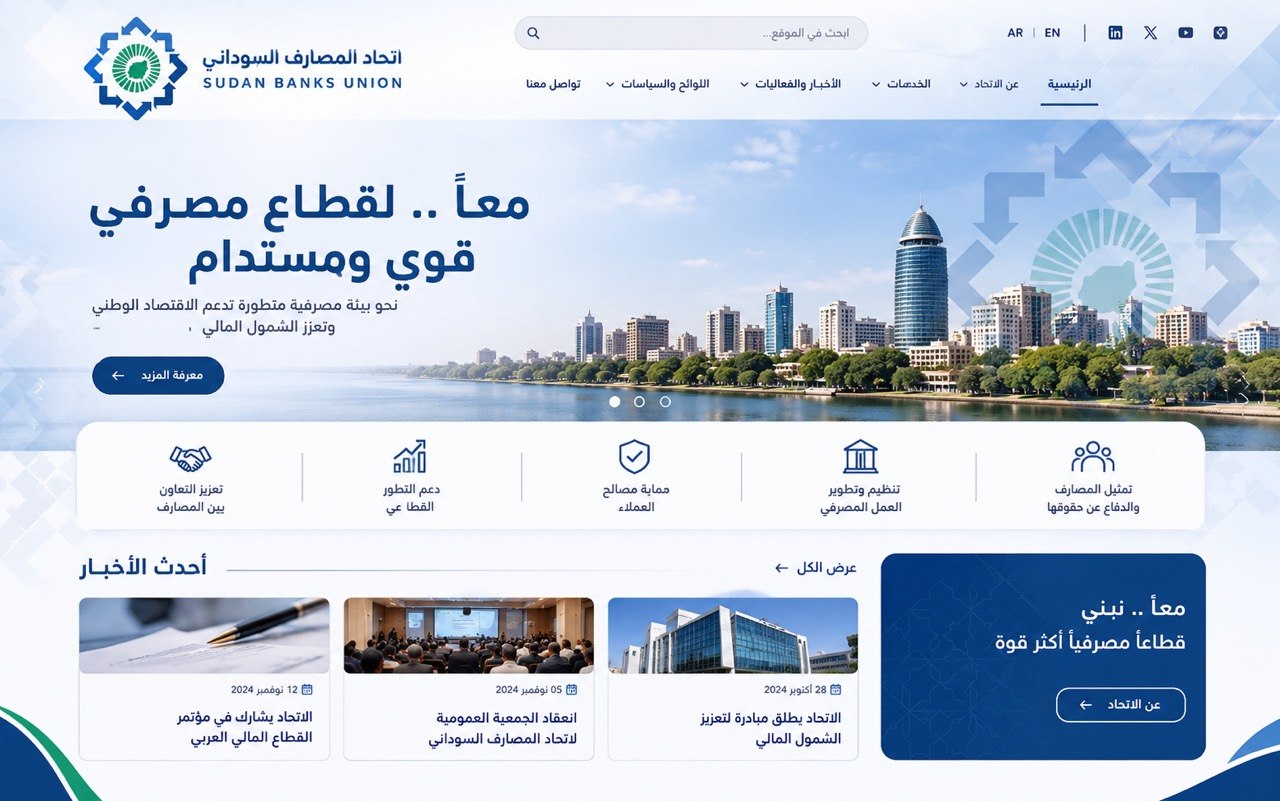 اتحاد المصارف السوداني
SUDAN BANKS UNION
ابحث في الموقع...
AR | EN
الرئيسية
عن الاتحاد
الخدمات
الأخبار والفعاليات
اللوائح والسياسات
تواصل معنا
معاً .. لقطاع مصرفي
قوي ومستدام
نحو بيئة مصرفية متطورة تدعم الاقتصاد الوطني
وتعزز الشمول المالي
معرفة المزيد
تمثيل المصارف
والدفاع عن حقوقها
تنظيم وتطوير
العمل المصرفي
مماية مصالح
العملاء
دعم التطور
القطا عي
تعزيز التعاون
يين المصارف
معاً .. نبني
قطاعاً مصرفياً أكثر قوة
عن الاتحاد
أحدث الأخبار
عرض الكل
28 أكتوبر 2024
الاتحاد يطلق مبادرة لتعزيز
الشمول المالي
05 نوفمبر 2024
انعقاد الجمعية العمومية
لاتحاد المصارف السوداني
12 نوفمبر 2024
الاتحاد يشارك في مؤتمر
القطاع المالي العربي